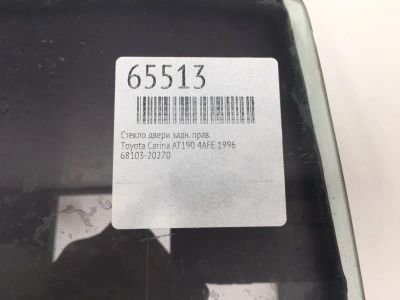 65513
Стекло двери задн. прав.
Toyota Carina AT190 4AFE 1996
68103-20270